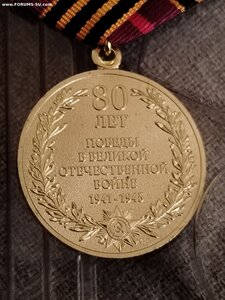 © www.FORUMS-SU.com
80
ЛЕТ
ПОБЕДЫ
В ВЕЛИКОЙ
ОТЕЧЕСТВЕННОЙ
ВОЙНЕ
1941-1945